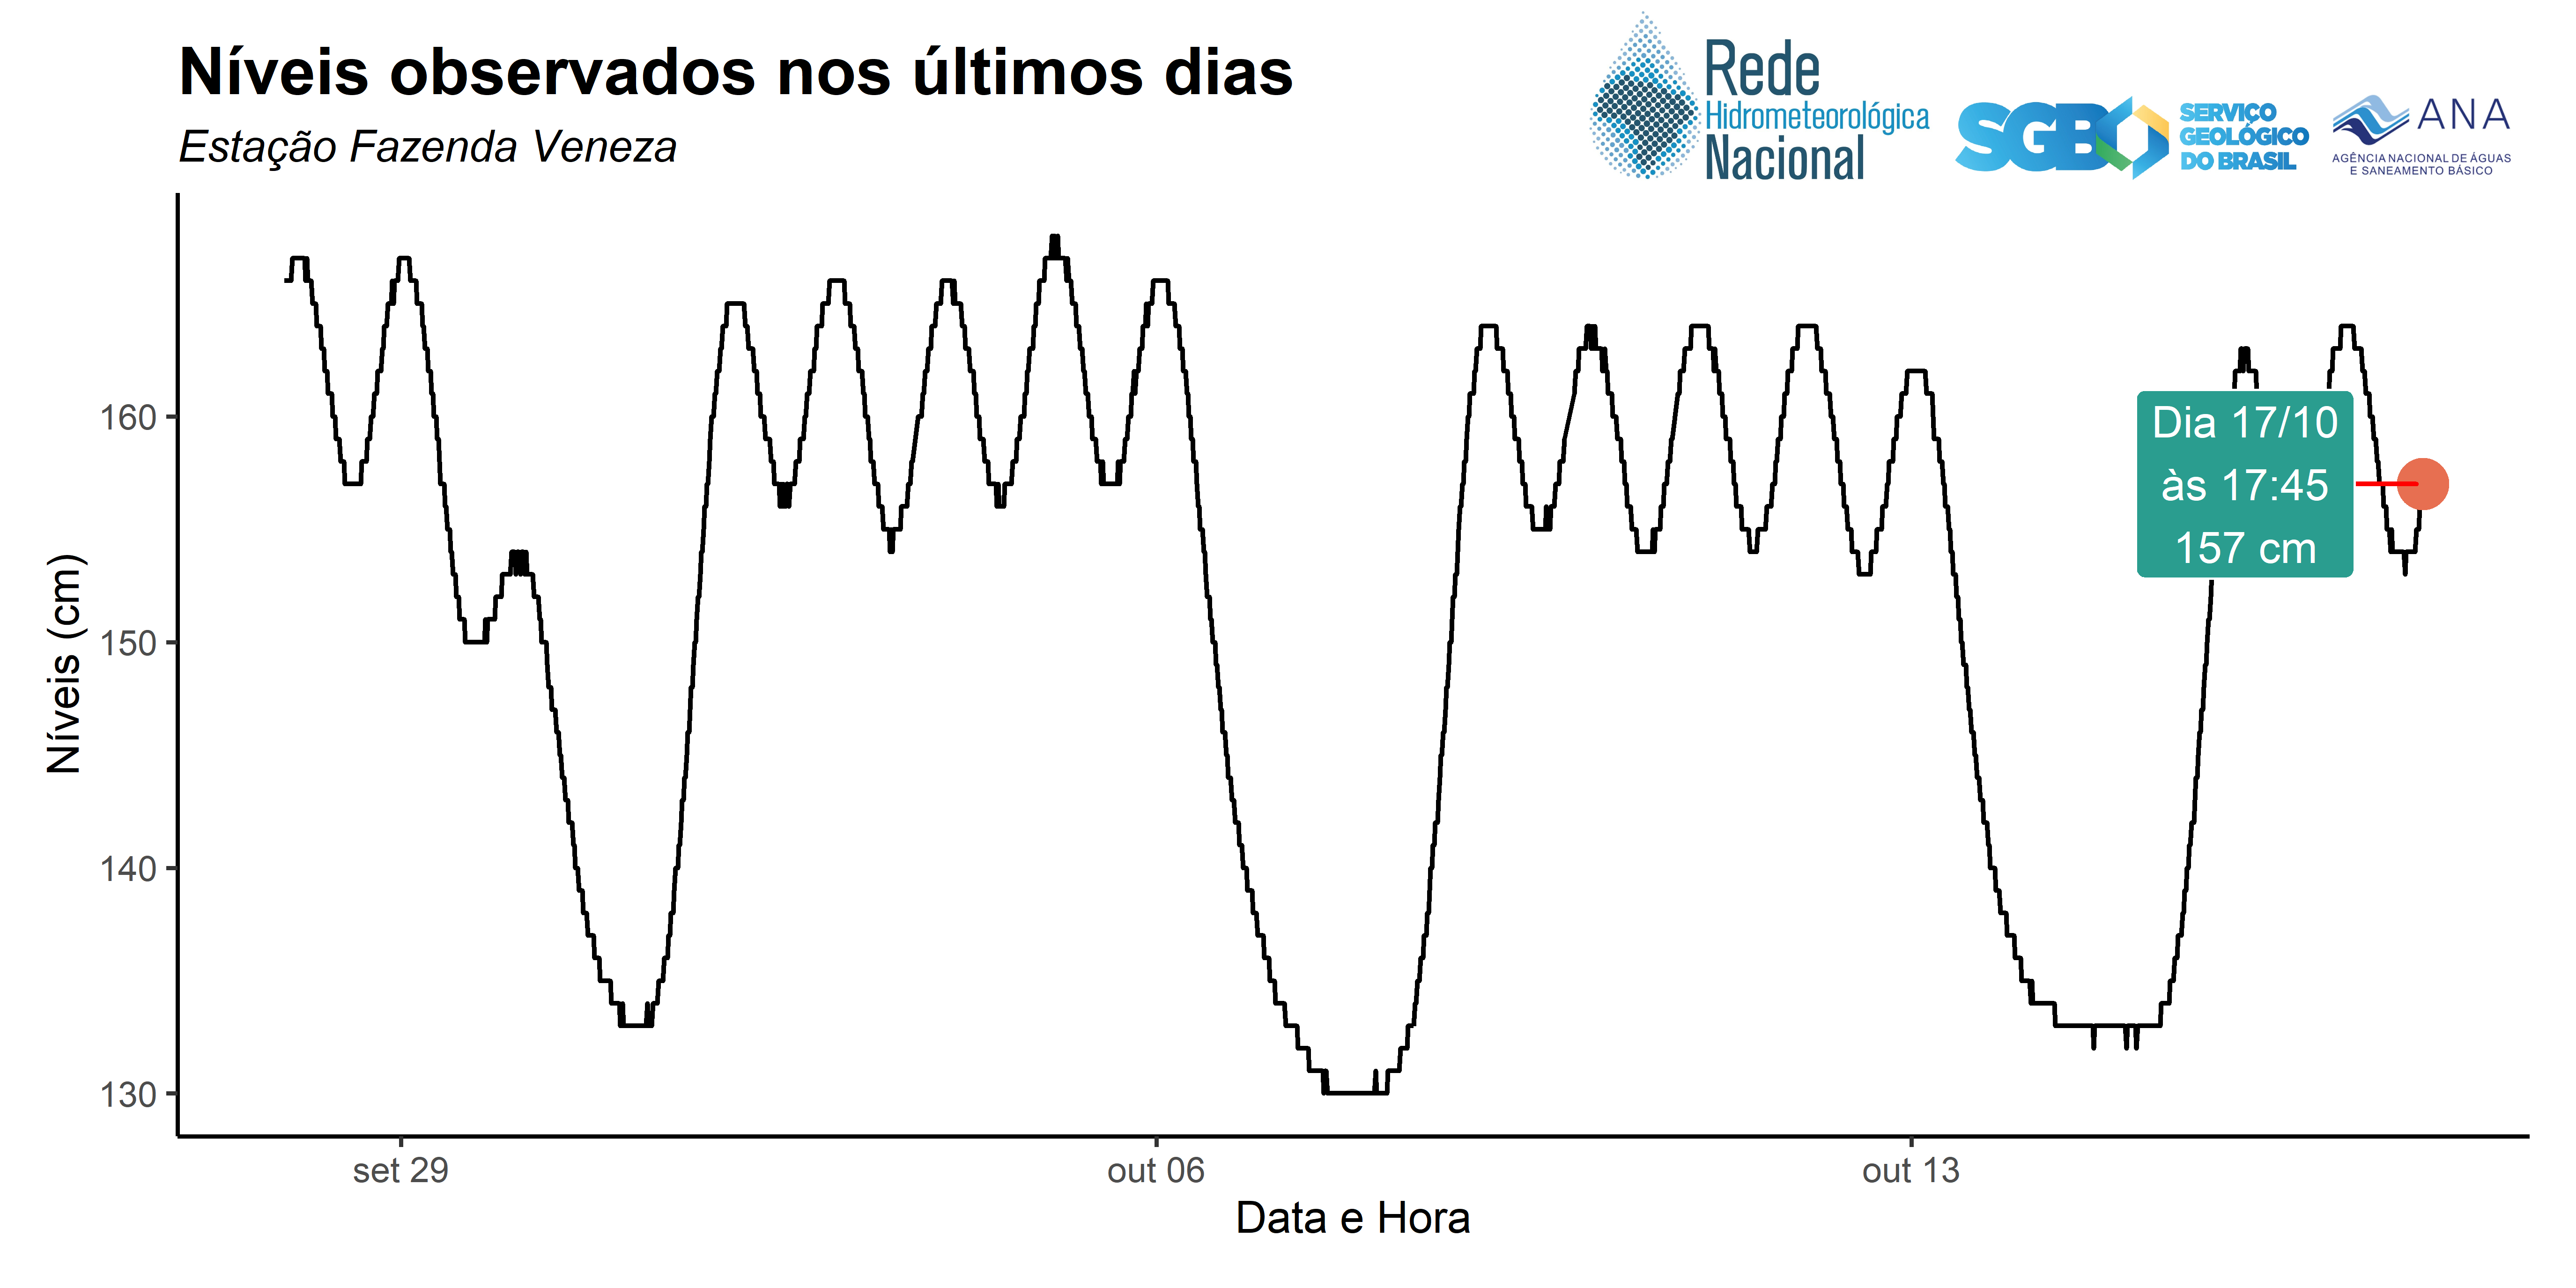 Níveis observados nos últimos dias
Estação Fazenda Veneza
Rede
Hidrometeorológica
Nacional
SGB
SERVIÇO
GEOLÓGICO
DO BRASIL
ANA
AGÊNCIA NACIONAL DE ÁGUAS
E SANEAMENTO BÁSICO
Níveis (cm)
160
150
140
130
Dia 17/10
às 17:45
157 cm
set 29
out 06
out 13
Data e Hora